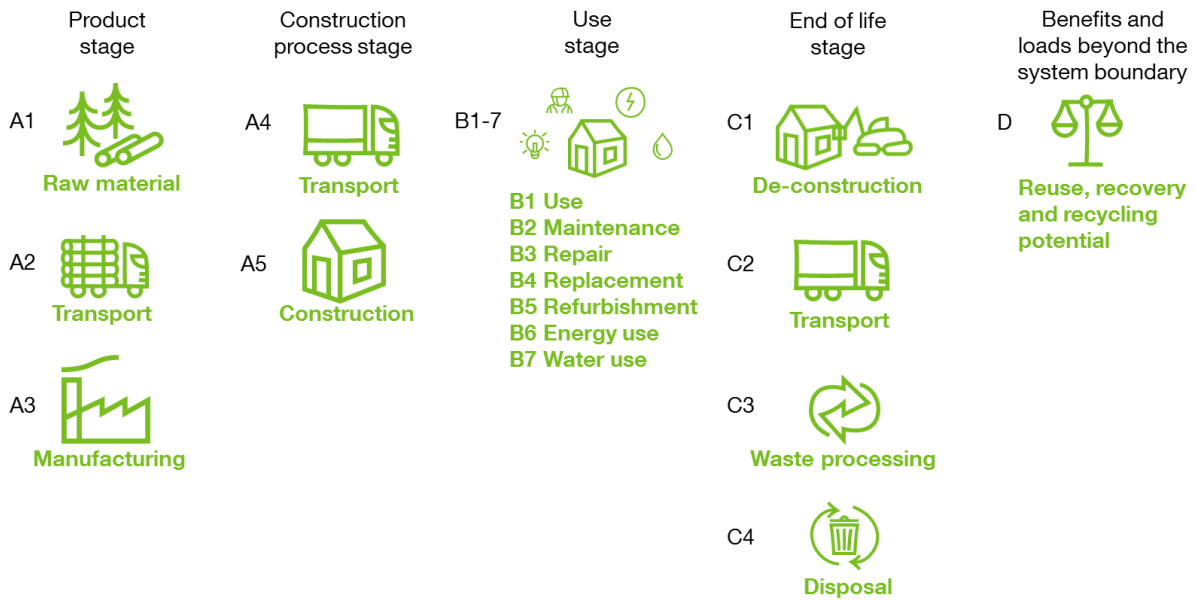 Product
stage
A1
Raw material
A2
Transport
A3
Manufacturing
Construction
process stage
A4
Transport
A5
Construction
Use
stage
B1-7
B1 Use
B2 Maintenance
B3 Repair
B4 Replacement
B5 Refurbishment
B6 Energy use
B7 Water use
End of life
stage
C1
De-construction
C2
Transport
C3
Waste processing
C4
Disposal
Benefits and
loads beyond the
system boundary
D
Reuse, recovery
and recycling
potential